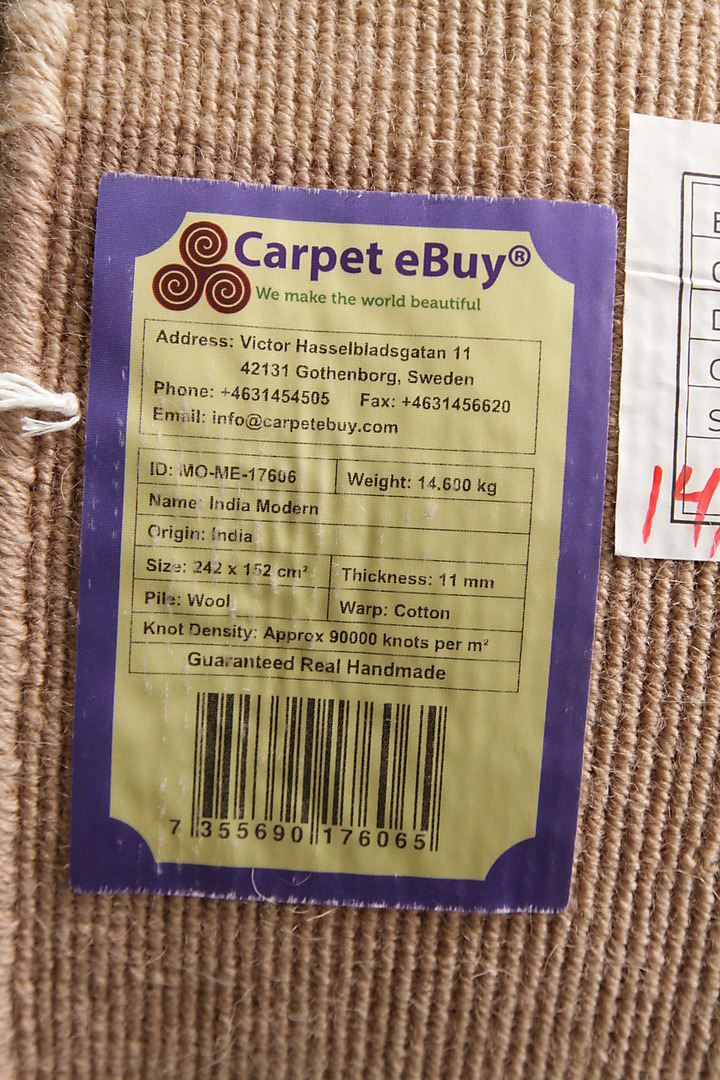 Carpet eBuy®
We make the world beautiful
Address: Victor Hasselbladsgatan 11
42131 Gothenborg, Sweden
Phone: +4631454505 Fax: +4631456620
Email: info@carpetebuy.com
ID: MO-ME-17606 Weight: 14.600 kg
Name: India Modern
Origin: India
Size: 242 x 152 cm² Thickness: 11 mm
Pile: Wool Warp: Cotton
Knot Density: Approx 90000 knots per m²
Guaranteed Real Handmade
7 355690 176065
14